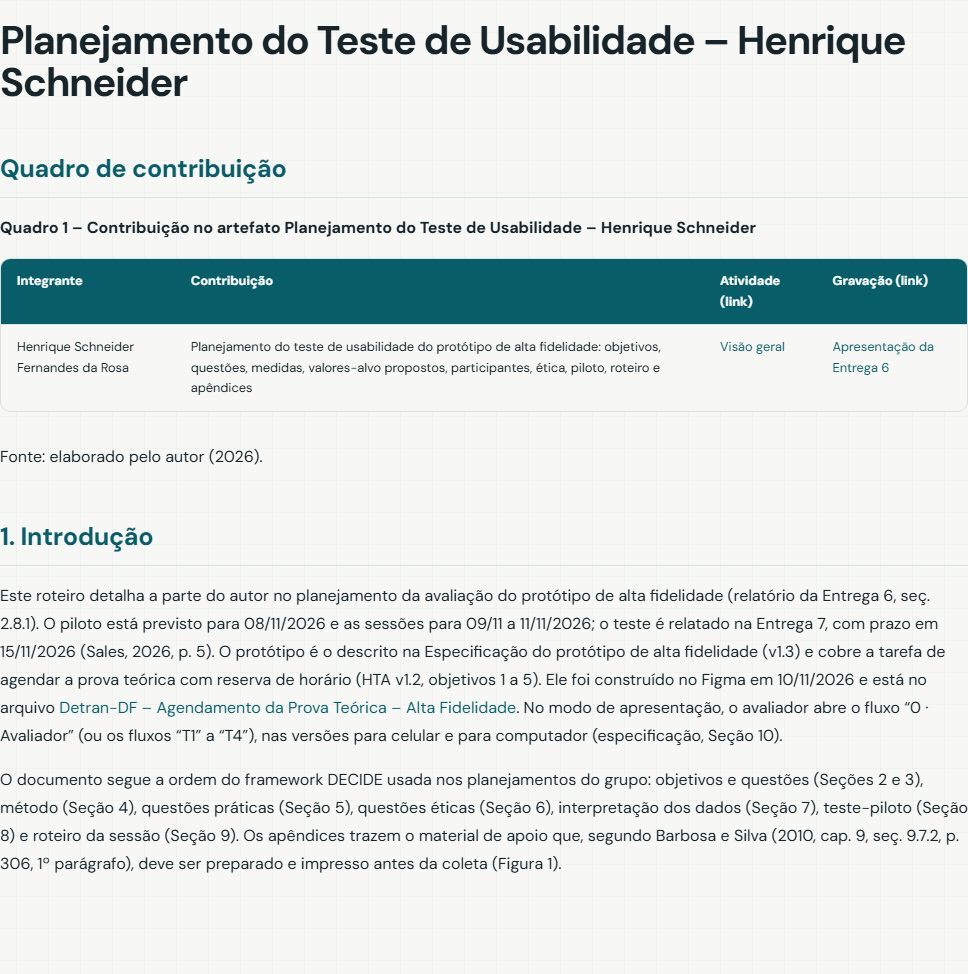 Planejamento do Teste de Usabilidade – Henrique
Schneider
Quadro de contribuição
Quadro 1 – Contribuição no artefato Planejamento do Teste de Usabilidade – Henrique Schneider
Integrante Contribuição Atividade (link) Gravação (link)
Henrique Schneider Fernandes da Rosa
Planejamento do teste de usabilidade do protótipo de alta fidelidade: objetivos,
questões, medidas, valores-alvo propostos, participantes, ética, piloto, roteiro e
apêndices
Visão geral
Apresentação da
Entrega 6
Fonte: elaborado pelo autor (2026).
1. Introdução
Este roteiro detalha a parte do autor no planejamento da avaliação do protótipo de alta fidelidade (relatório da Entrega 6, seç.
2.8.1). O piloto está previsto para 08/11/2026 e as sessões para 09/11 a 11/11/2026; o teste é relatado na Entrega 7, com prazo em
15/11/2026 (Sales, 2026, p. 5). O protótipo é o descrito na Especificação do protótipo de alta fidelidade (v1.3) e cobre a tarefa de
agendar a prova teórica com reserva de horário (HTA v1.2, objetivos 1 a 5). Ele foi construído no Figma em 10/11/2026 e está no
arquivo Detran-DF – Agendamento da Prova Teórica – Alta Fidelidade. No modo de apresentação, o avaliador abre o fluxo “0 ·
Avaliador” (ou os fluxos “T1” a “T4”), nas versões para celular e para computador (especificação, Seção 10).
O documento segue a ordem do framework DECIDE usada nos planejamentos do grupo: objetivos e questões (Seções 2 e 3),
método (Seção 4), questões práticas (Seção 5), questões éticas (Seção 6), interpretação dos dados (Seção 7), teste-piloto (Seção
8) e roteiro da sessão (Seção 9). Os apêndices trazem o material de apoio que, segundo Barbosa e Silva (2010, cap. 9, seç. 9.7.2, p.
306, 1º parágrafo), deve ser preparado e impresso antes da coleta (Figura 1).